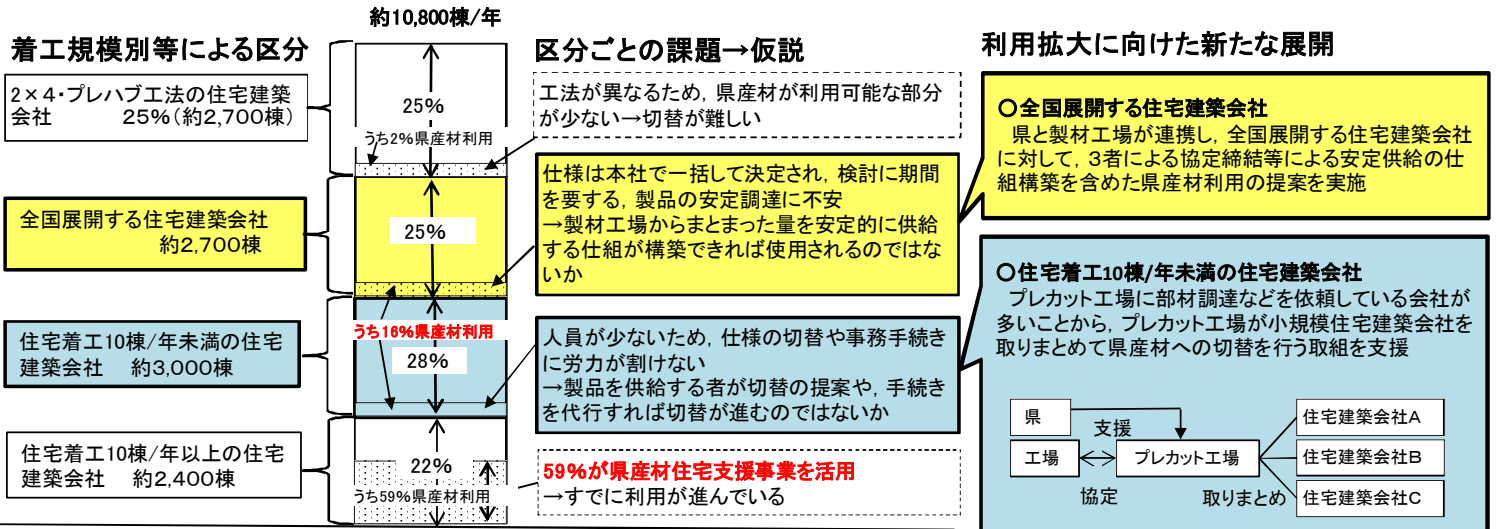 約10,800棟/年
着工規模別等による区分
2×4・プレハブ工法の住宅建築
会社 25%(約2,700棟)
全国展開する住宅建築会社
約2,700棟
住宅着工10棟/年未満の住宅
建築会社 約3,000棟
住宅着工10棟/年以上の住宅
建築会社 約2,400棟
25%
うち2%県産材利用
25%
うち16%県産材利用
28%
22%
うち59%県産材利用
区分ごとの課題→仮説
工法が異なるため, 県産材が利用可能な部分
が少ない→切替が難しい
仕様は本社で一括して決定され, 検討に期間
を要する, 製品の安定調達に不安
→製材工場からまとまった量を安定的に供給
する仕組が構築できれば使用されるのではな
いか
人員が少ないため, 仕様の切替や事務手続き
に労力が割けない
→製品を供給する者が切替の提案や, 手続き
を代行すれば切替が進むのではないか
59%が県産材住宅支援事業を活用
→すでに利用が進んでいる
利用拡大に向けた新たな展開
○全国展開する住宅建築会社
県と製材工場が連携し, 全国展開する住宅建築会社
に対して, 3者による協定締結等による安定供給の仕
組構築を含めた県産材利用の提案を実施
○住宅着工10棟/年未満の住宅建築会社
プレカット工場に部材調達などを依頼している会社が
多いことから, プレカット工場が小規模住宅建築会社を
取りまとめて県産材への切替を行う取組を支援
県
支援
工場
プレカット工場
協定
取りまとめ
住宅建築会社A
住宅建築会社B
住宅建築会社C